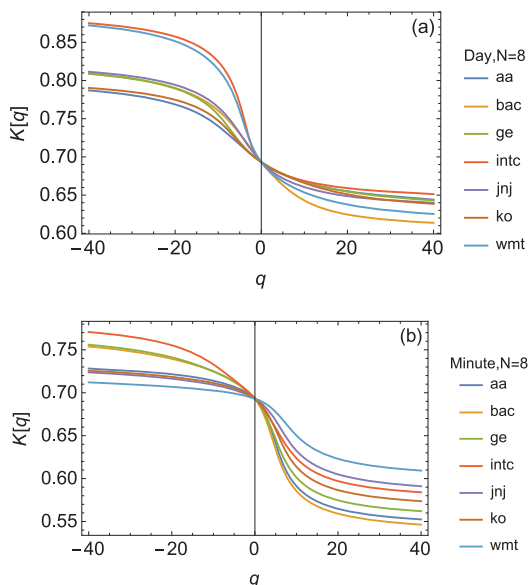 (a)
0.85
0.80
0.75
0.70
0.65
0.60
K[q]
−40
−20
0
20
40
q
Day,N=8
aa
bac
ge
intc
jnj
ko
wmt
(b)
0.75
0.70
0.65
0.60
0.55
K[q]
−40
−20
0
20
40
q
Minute,N=8
aa
bac
ge
intc
jnj
ko
wmt